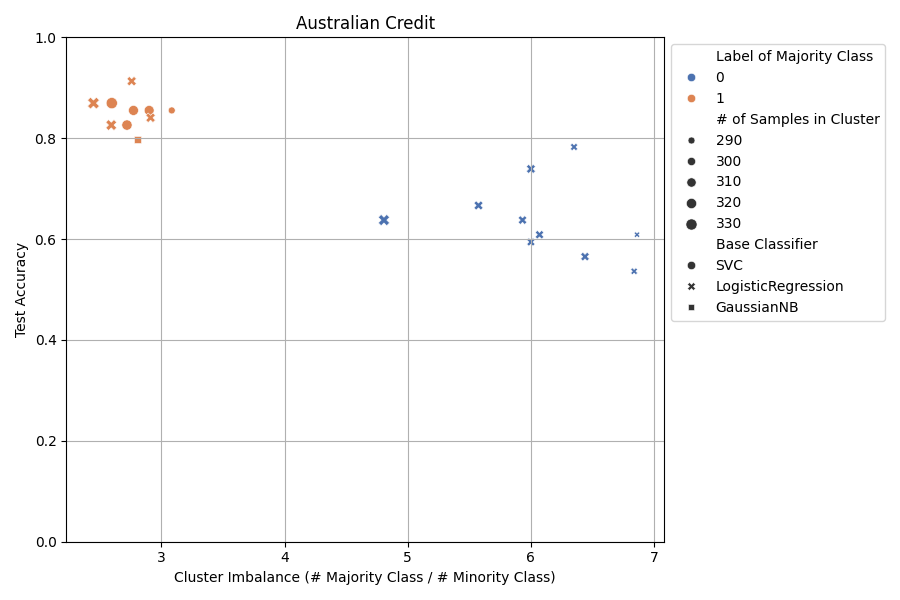 Australian Credit
1.0
0.8
0.6
0.4
0.2
0.0
Test Accuracy
3
4
5
6
7
Cluster Imbalance (# Majority Class / # Minority Class)
Label of Majority Class
0
1
# of Samples in Cluster
290
300
310
320
330
Base Classifier
SVC
LogisticRegression
GaussianNB